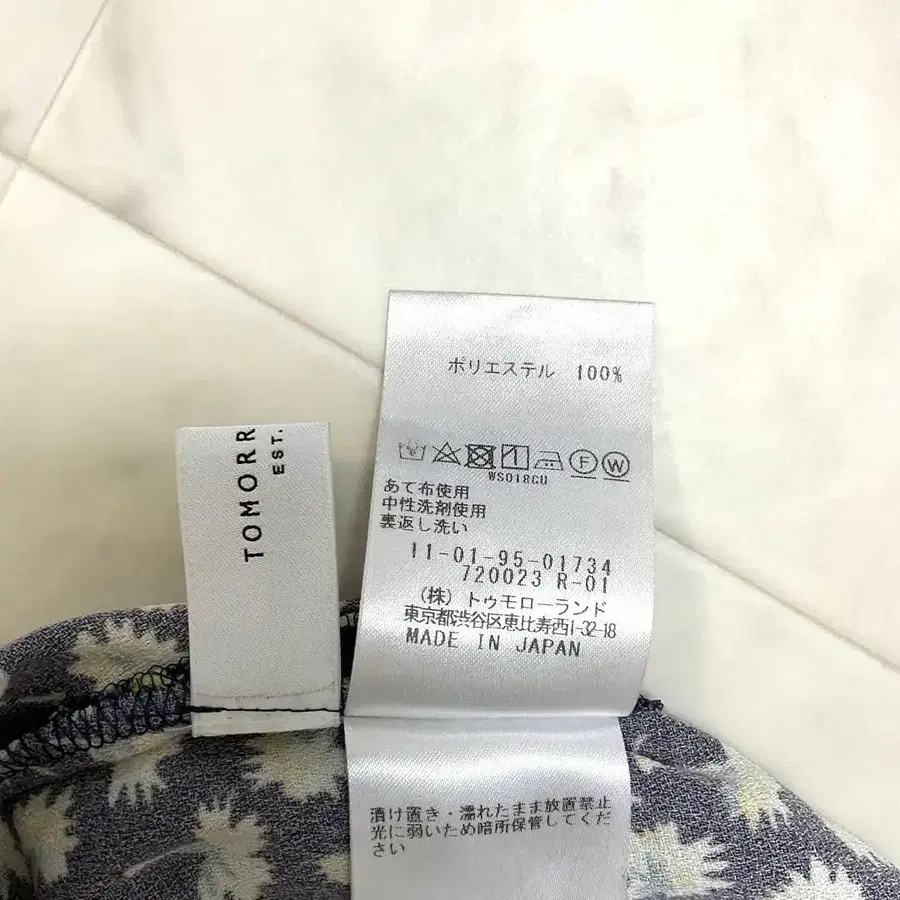 TOMORR
EST.
ポリエステル 100%
F W
WS018CU
あて布使用
中性洗剤使用
裏返し洗い
11-01-95-01734
720023 R-01
(株) トゥモローランド
東京都渋谷区恵比寿西1-32-18
MADE IN JAPAN
漬け置き・濡れたまま放置禁止
光に弱いため暗所保管してくだ
さい